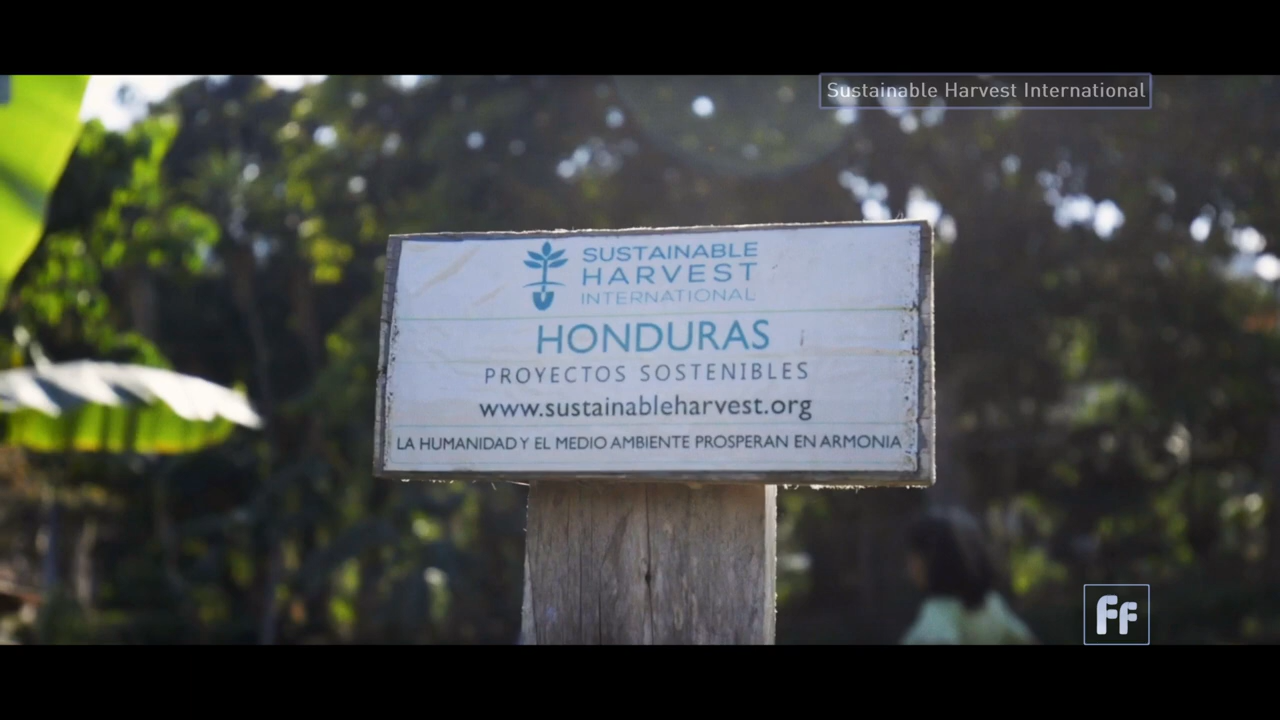 Sustainable Harvest International
SUSTAINABLE
HARVEST
INTERNATIONAL
HONDURAS
PROYECTOS SOSTENIBLES
www.sustainableharvest.org
LA HUMANIDAD Y EL MEDIO AMBIENTE PROSPERAN EN ARMONIA
FF